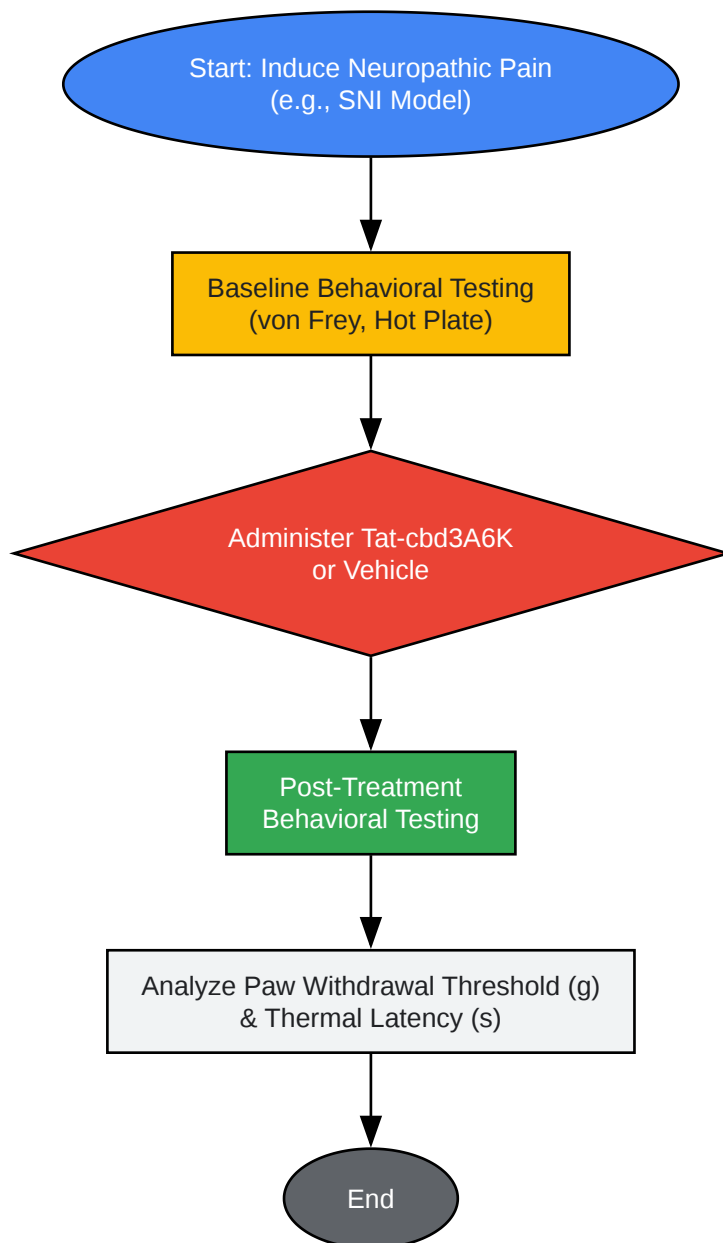 Start: Induce Neuropathic Pain
(e.g., SNI Model)
Baseline Behavioral Testing
(von Frey, Hot Plate)
Administer Tat-cbd3A6K
or Vehicle
Post-Treatment
Behavioral Testing
Analyze Paw Withdrawal Threshold (g)
& Thermal Latency (s)
End